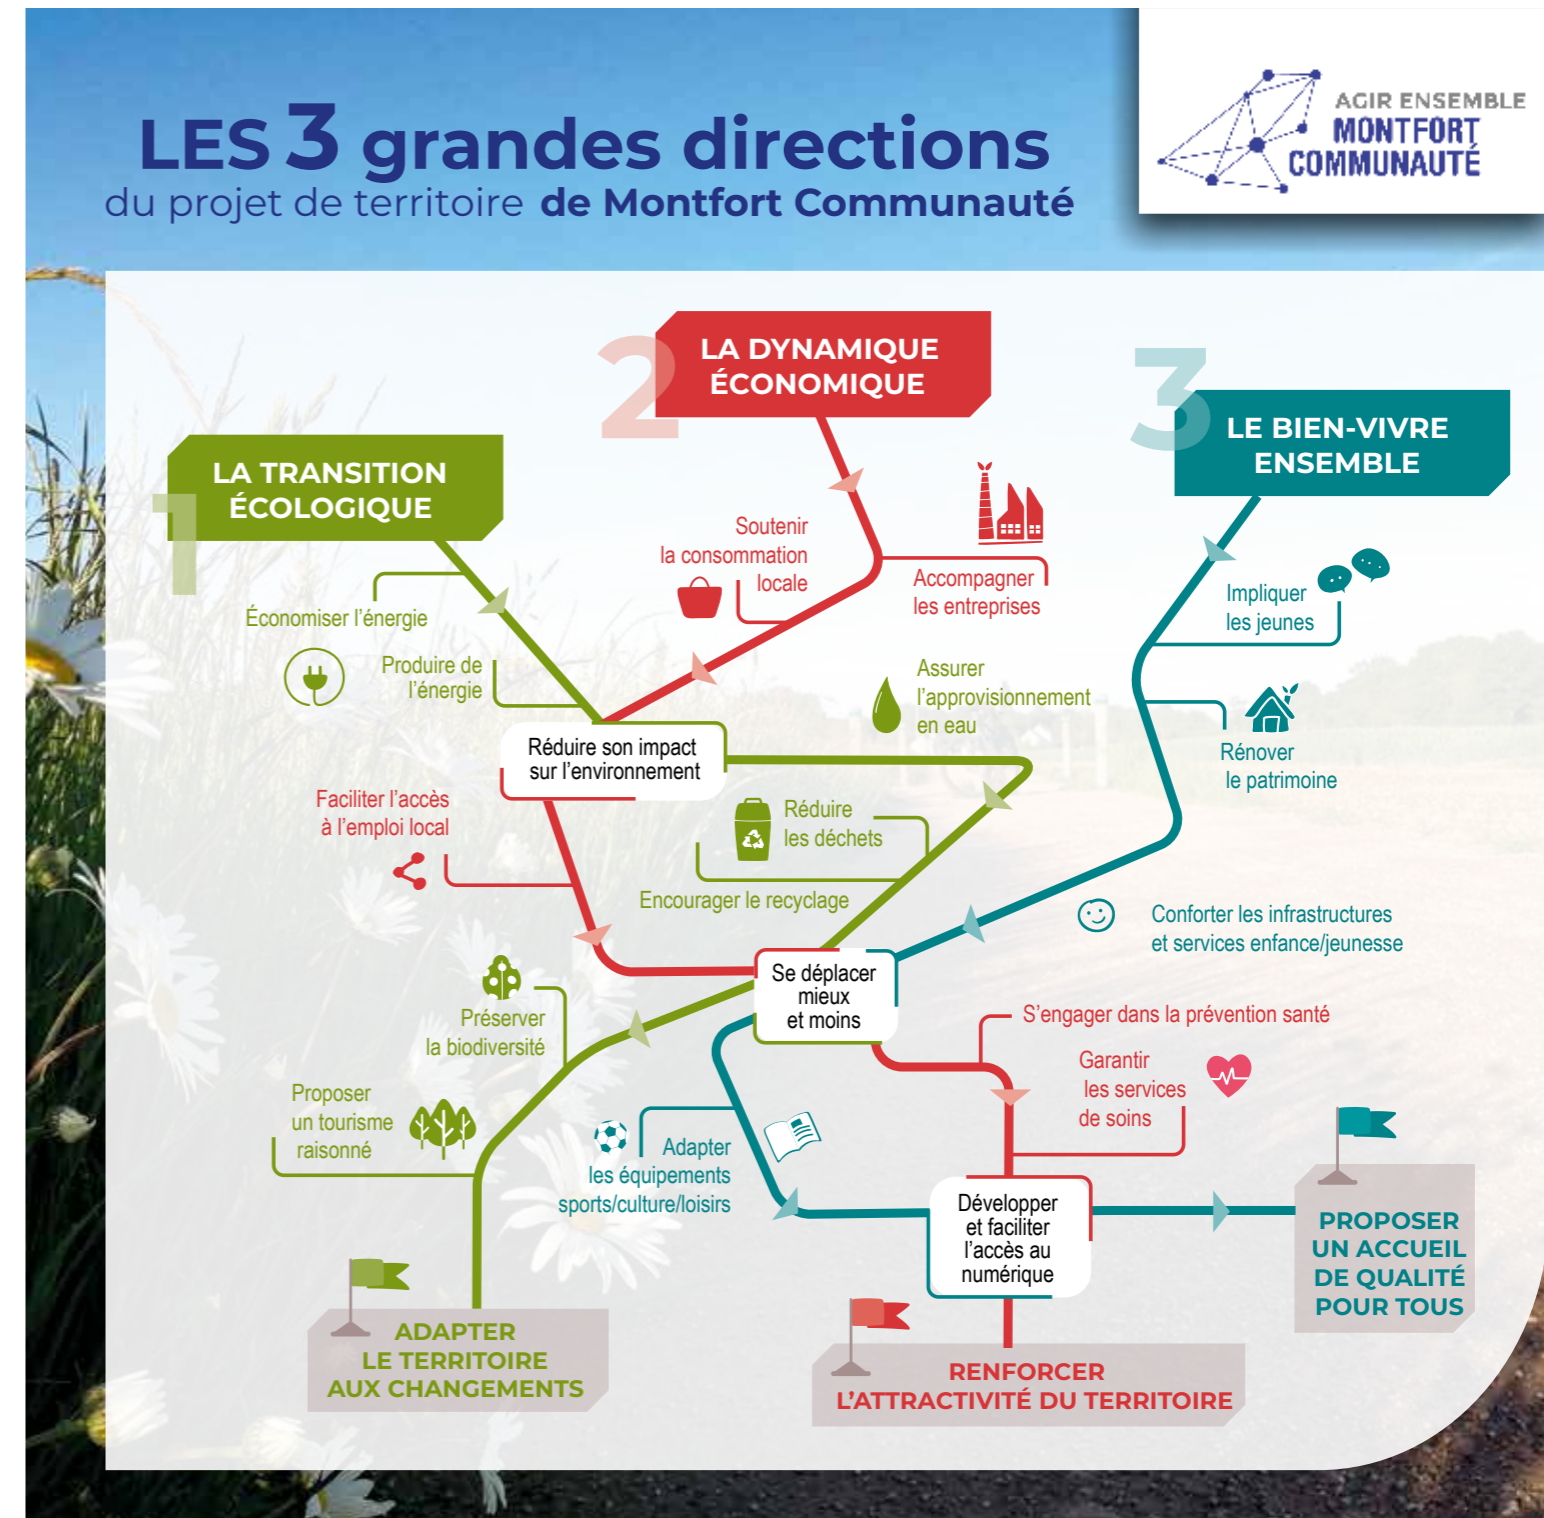 LES 3 grandes directions
du projet de territoire de Montfort Communauté
AGIR ENSEMBLE
MONTFORT
COMMUNAUTÉ
1
LA TRANSITION
ÉCOLOGIQUE
2
LA DYNAMIQUE
ÉCONOMIQUE
3
LE BIEN-VIVRE
ENSEMBLE
Économiser l'énergie
Produire de
l'énergie
Soutenir
la consommation
locale
Accompagner
les entreprises
Impliquer
les jeunes
Assurer
l'approvisionnement
en eau
Rénover
le patrimoine
Réduire son impact
sur l'environnement
Faciliter l'accès
à l'emploi local
Réduire
les déchets
Encourager le recyclage
Conforter les infrastructures
et services enfance/jeunesse
Se déplacer
mieux
et moins
Préserver
la biodiversité
S'engager dans la prévention santé
Garantir
les services
de soins
Proposer
un tourisme
raisonné
Adapter
les équipements
sports/culture/loisirs
Développer
et faciliter
l'accès au
numérique
PROPOSER
UN ACCUEIL
DE QUALITÉ
POUR TOUS
ADAPTER
LE TERRITOIRE
AUX CHANGEMENTS
RENFORCER
L'ATTRACTIVITÉ DU TERRITOIRE